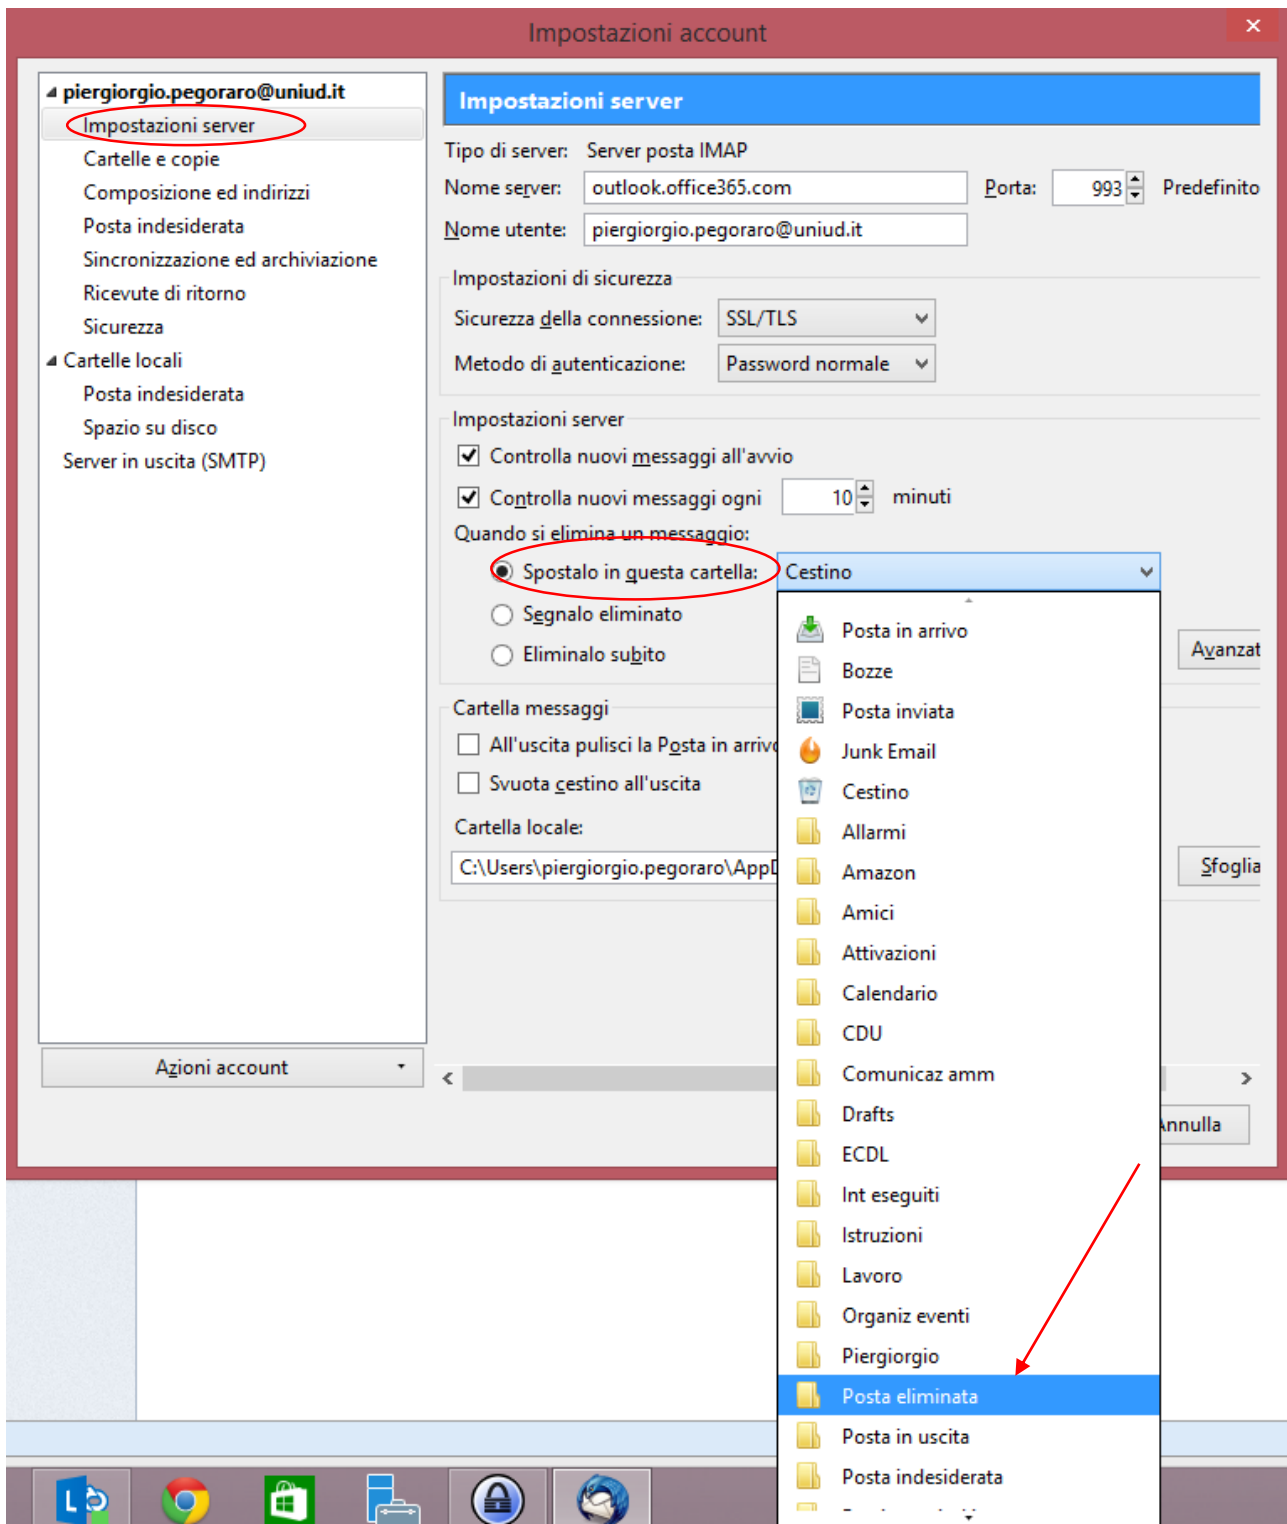 Impostazioni account
piergiorgio.pegoraro@uniud.it
Impostazioni server
Cartelle e copie
Composizione ed indirizzi
Posta indesiderata
Sincronizzazione ed archiviazione
Ricevute di ritorno
Sicurezza
Cartelle locali
Posta indesiderata
Spazio su disco
Server in uscita (SMTP)
Azioni account
Impostazioni server
Tipo di server: Server posta IMAP
Nome server: outlook.office365.com Porta: 993 Predefinito
Nome utente: piergiorgio.pegoraro@uniud.it
Impostazioni di sicurezza
Sicurezza della connessione: SSL/TLS
Metodo di autenticazione: Password normale
Impostazioni server
Controlla nuovi messaggi all'avvio
Controlla nuovi messaggi ogni 10 minuti
Quando si elimina un messaggio:
Spostalo in questa cartella: Cestino
Segnalo eliminato
Eliminalo subito
Avanzat
Cartella messaggi
All'uscita pulisci la Posta in arrivo
Svuota cestino all'uscita
Cartella locale:
C:\Users\piergiorgio.pegoraro\AppD
Sfoglia
Annulla
Posta in arrivo
Bozze
Posta inviata
Junk Email
Cestino
Allarmi
Amazon
Amici
Attivazioni
Calendario
CDU
Comunicaz amm
Drafts
ECDL
Int eseguiti
Istruzioni
Lavoro
Organiz eventi
Piergiorgio
Posta eliminata
Posta in uscita
Posta indesiderata
L